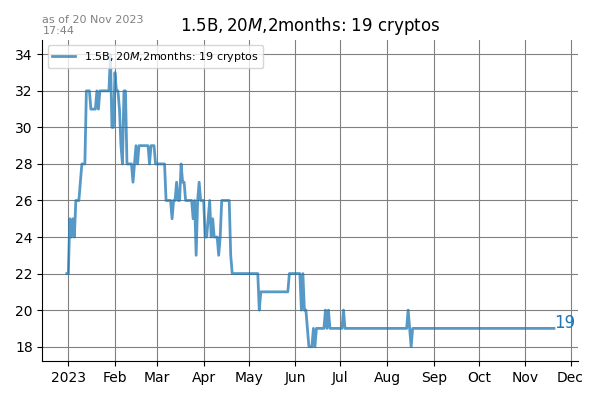 as of 20 Nov 2023
17:44
1.5B, 20M,2months: 19 cryptos
1.5B, 20M,2months: 19 cryptos
34
32
30
28
26
24
22
20
18
19
2023 Feb Mar Apr May Jun Jul Aug Sep Oct Nov Dec